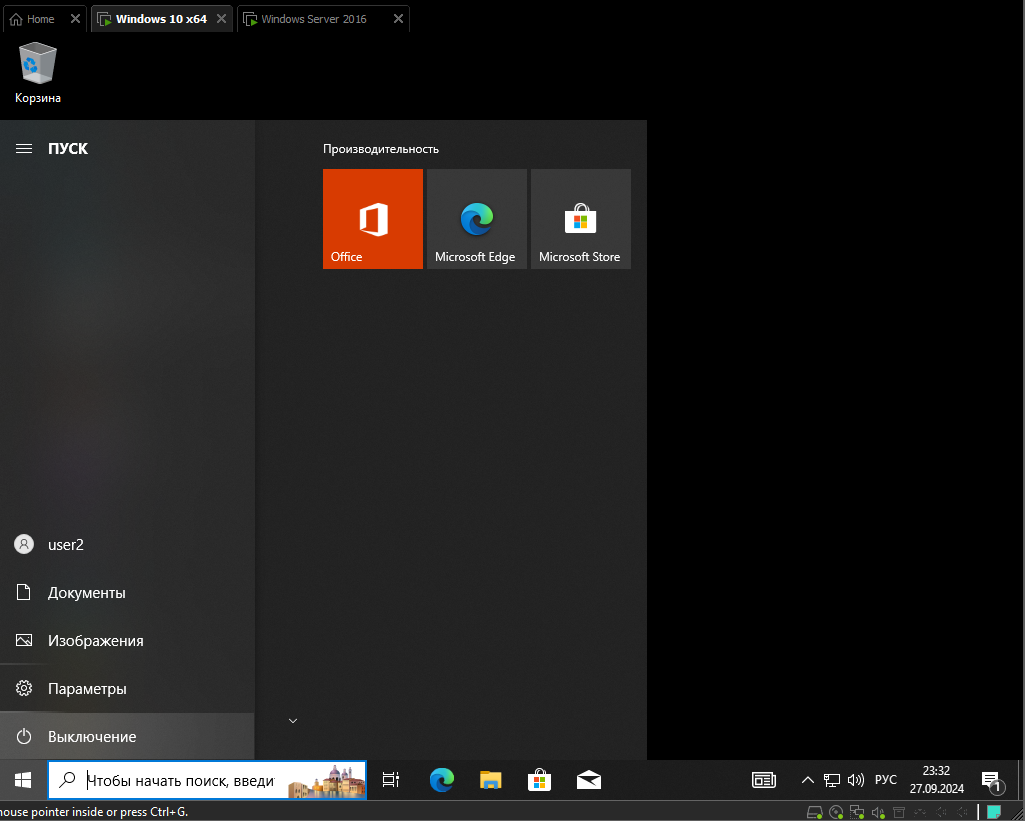 Home
Windows 10 x64
Windows Server 2016
Корзина
ПУСК
Производительность
Office
Microsoft Edge
Microsoft Store
user2
Документы
Изображения
Параметры
Выключение
Чтобы начать поиск, введи
РУС
23:32
27.09.2024
1
ouse pointer inside or press Ctrl+G.